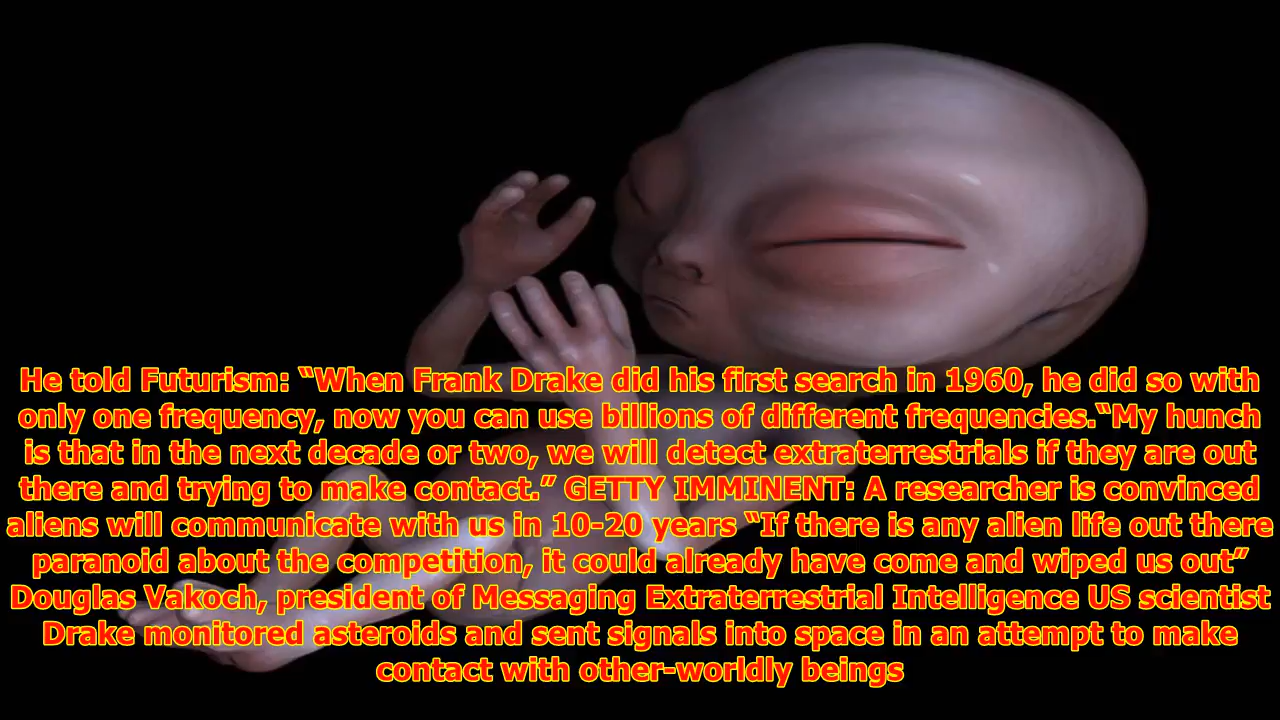 He told Futurism: “When Frank Drake did his first search in 1960, he did so with
only one frequency, now you can use billions of different frequencies.“My hunch
is that in the next decade or two, we will detect extraterrestrials if they are out
there and trying to make contact.” GETTY IMMINENT: A researcher is convinced
aliens will communicate with us in 10-20 years “If there is any alien life out there
paranoid about the competition, it could already have come and wiped us out”
Douglas Vakoch, president of Messaging Extraterrestrial Intelligence US scientist
Drake monitored asteroids and sent signals into space in an attempt to make
contact with other-worldly beings